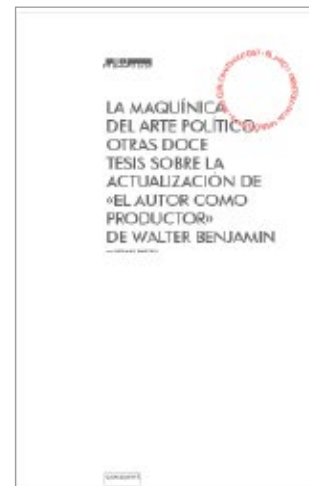 LA MAQUÍNICA
DEL ARTE POLÍTICO.
OTRAS DOCE
TESIS SOBRE LA
ACTUALIZACIÓN DE
«EL AUTOR COMO
PRODUCTOR»
DE WALTER BENJAMIN